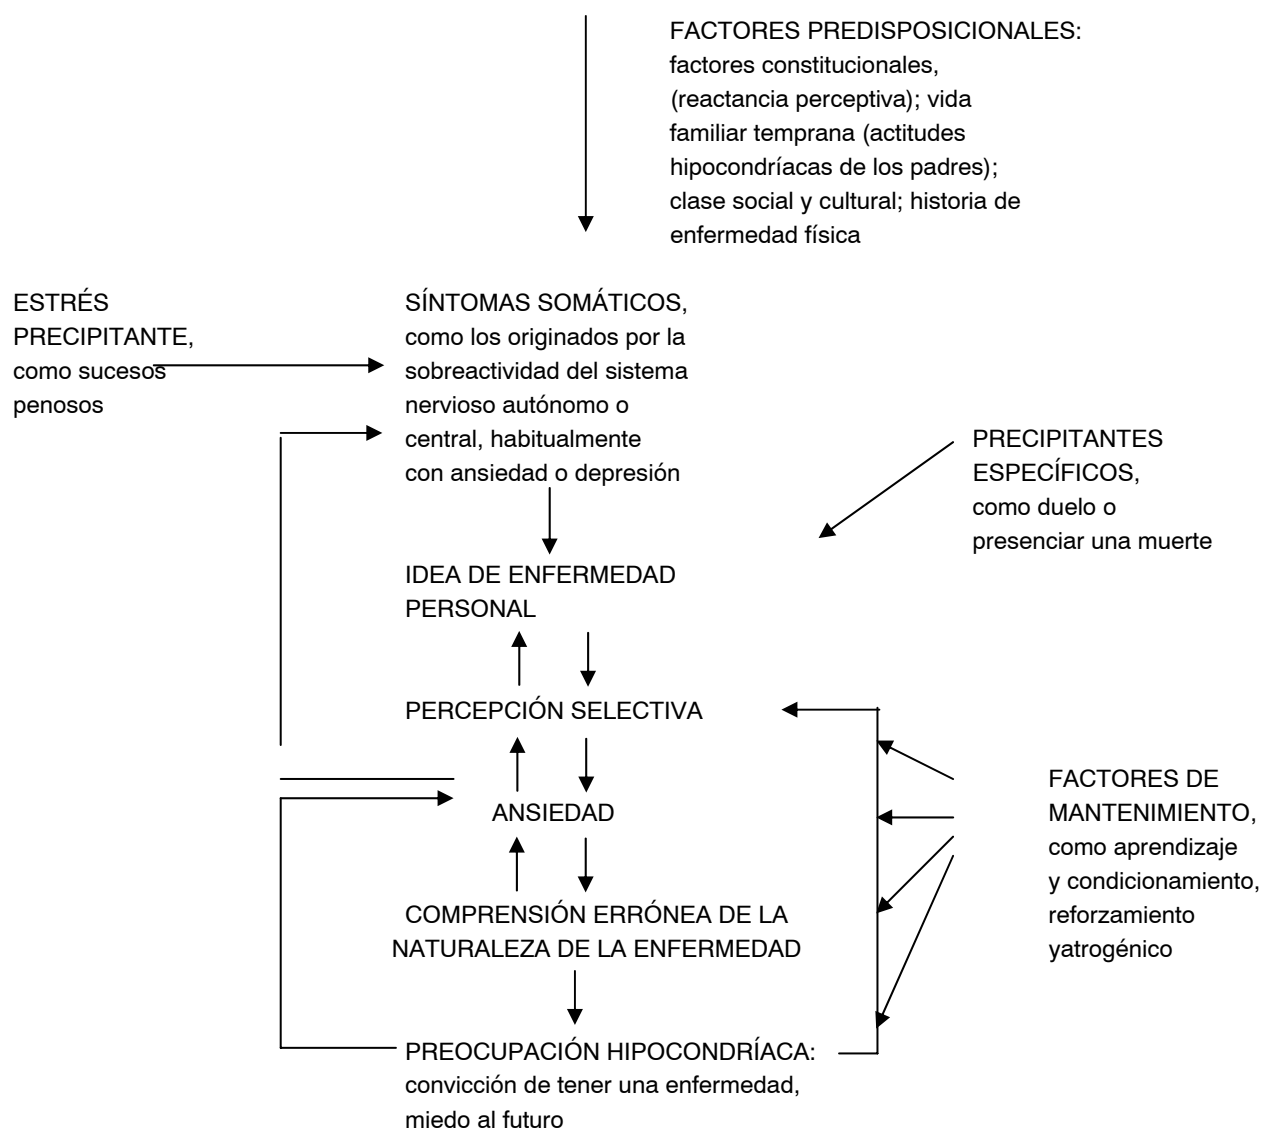 FACTORES PREDISPOSICIONALES:
factores constitucionales,
(reactancia perceptiva); vida
familiar temprana (actitudes
hipocondríacas de los padres);
clase social y cultural; historia de
enfermedad física
ESTRÉS
PRECIPITANTE,
como sucesos
penosos
SÍNTOMAS SOMÁTICOS,
como los originados por la
sobreactividad del sistema
nervioso autónomo o
central, habitualmente
con ansiedad o depresión
PRECIPITANTES
ESPECÍFICOS,
como duelo o
presenciar una muerte
IDEA DE ENFERMEDAD
PERSONAL
PERCEPCIÓN SELECTIVA
ANSIEDAD
FACTORES DE
MANTENIMIENTO,
como aprendizaje
y condicionamiento,
reforzamiento
yatrogénico
COMPRENSIÓN ERRÓNEA DE LA
NATURALEZA DE LA ENFERMEDAD
PREOCUPACIÓN HIPOCONDRÍACA:
convicción de tener una enfermedad,
miedo al futuro